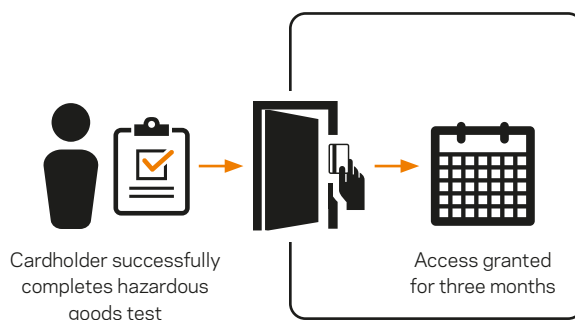 Cardholder successfully
completes hazardous
goods test
Access granted
for three months